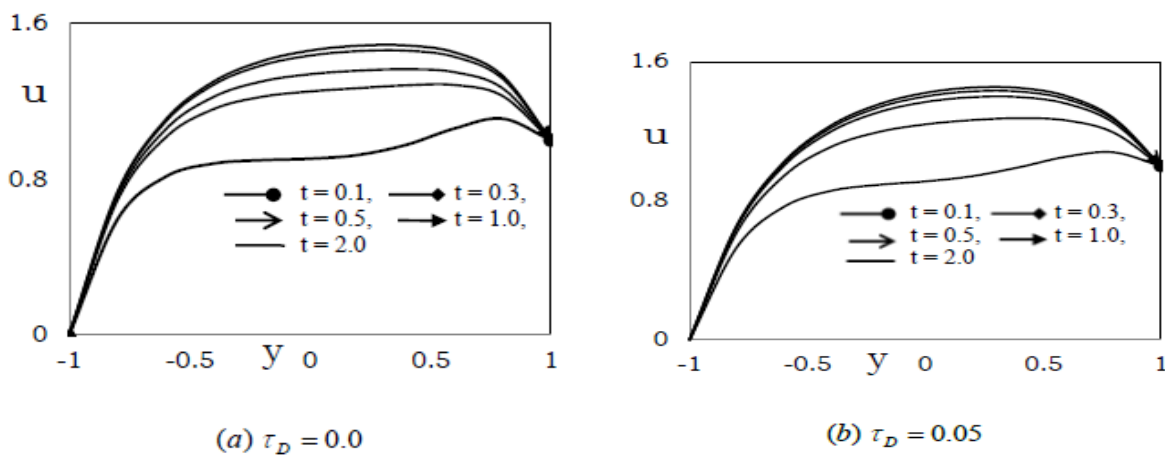 1.6
u
0.8
0
-1 -0.5 y 0 0.5 1
t = 0.1, t = 0.3,
t = 0.5, t = 1.0,
t = 2.0
(a) τ_D = 0.0
1.6
u
0.8
0
-1 -0.5 y 0 0.5 1
t = 0.1, t = 0.3,
t = 0.5, t = 1.0,
t = 2.0
(b) τ_D = 0.05